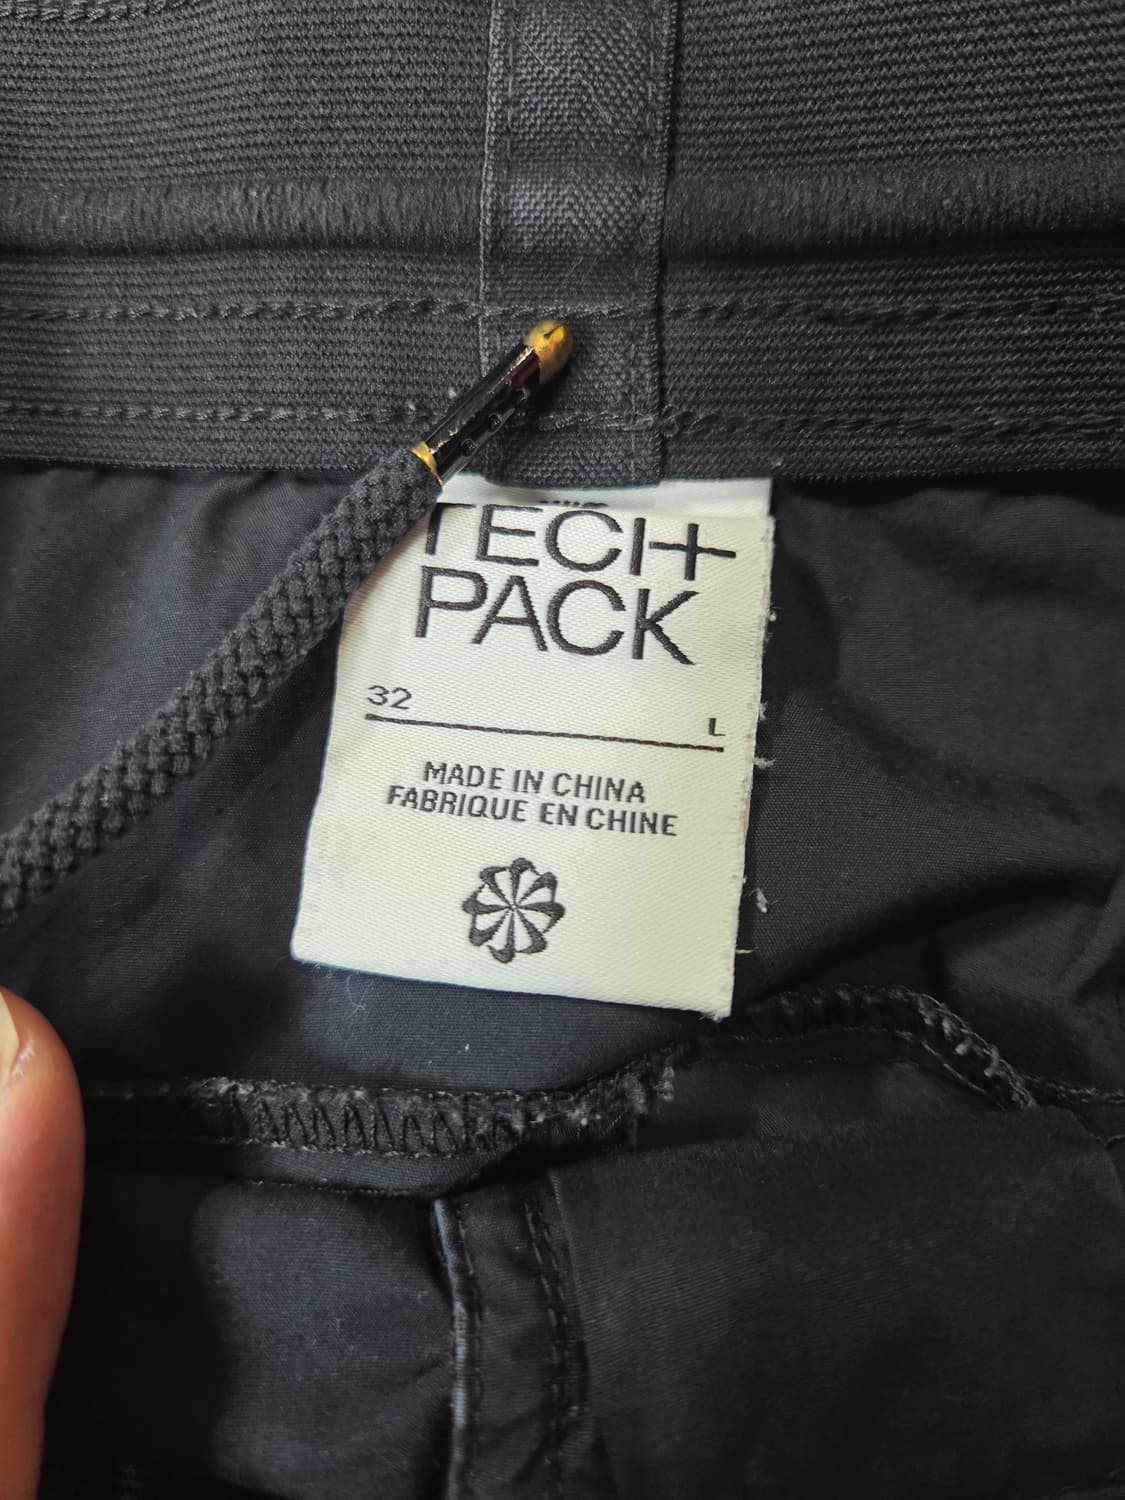 TECH
PACK
32
L
MADE IN CHINA
FABRIQUE EN CHINE